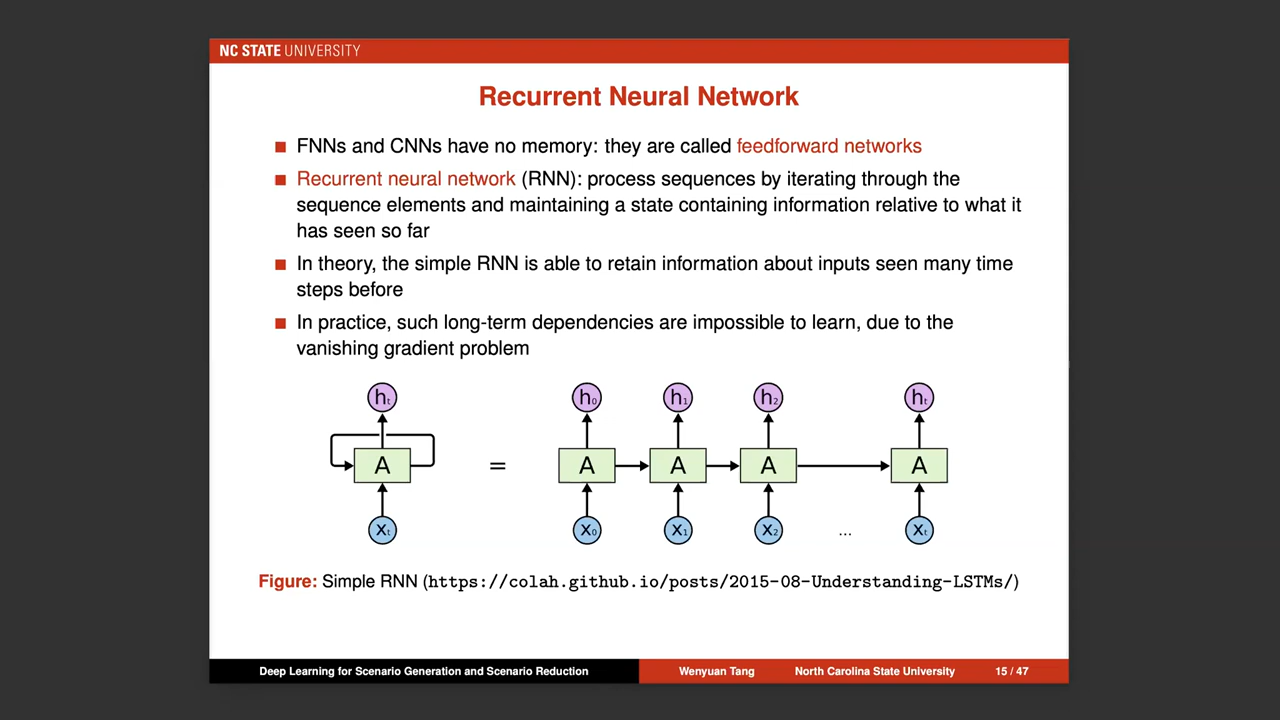 NC STATE UNIVERSITY
Recurrent Neural Network
FNNs and CNNs have no memory: they are called feedforward networks
Recurrent neural network (RNN): process sequences by iterating through the
sequence elements and maintaining a state containing information relative to what it
has seen so far
In theory, the simple RNN is able to retain information about inputs seen many time
steps before
In practice, such long-term dependencies are impossible to learn, due to the
vanishing gradient problem
ht h0 h1 h2 ht
A = A A A A
xt x0 x1 x2 ... xt
Figure: Simple RNN (https://colah.github.io/posts/2015-08-Understanding-LSTMs/)
Deep Learning for Scenario Generation and Scenario Reduction Wenyuan Tang North Carolina State University 15 / 47